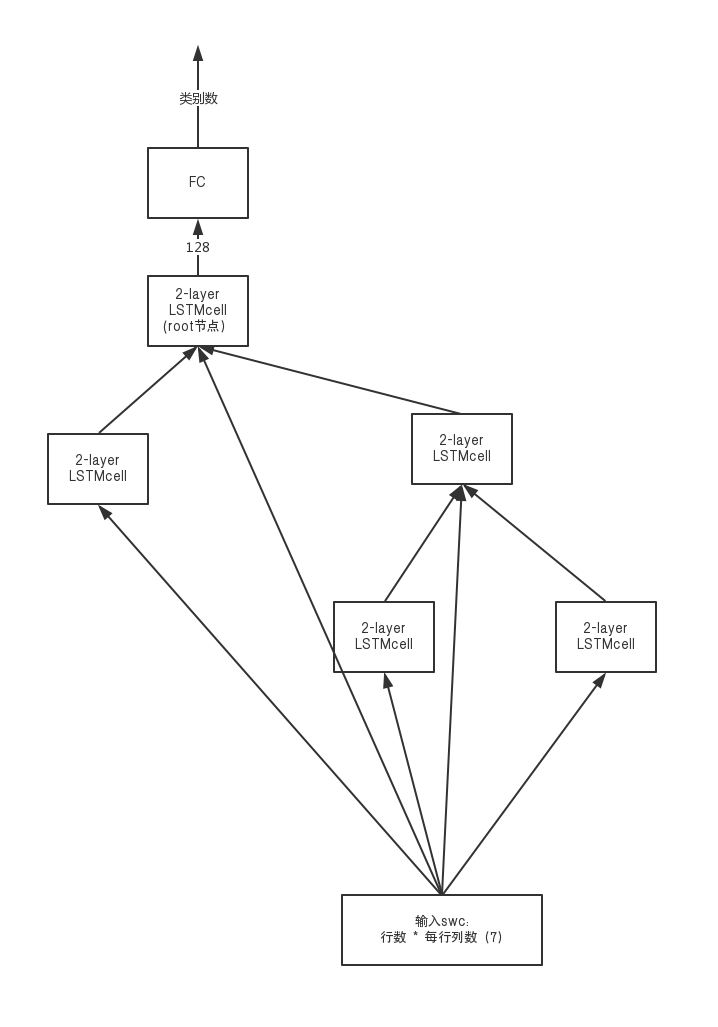 类别数
FC
128
2-layer
LSTMcell
(root节点)
2-layer
LSTMcell
2-layer
LSTMcell
2-layer
LSTMcell
2-layer
LSTMcell
输入swc:
行数 * 每行列数 (7)